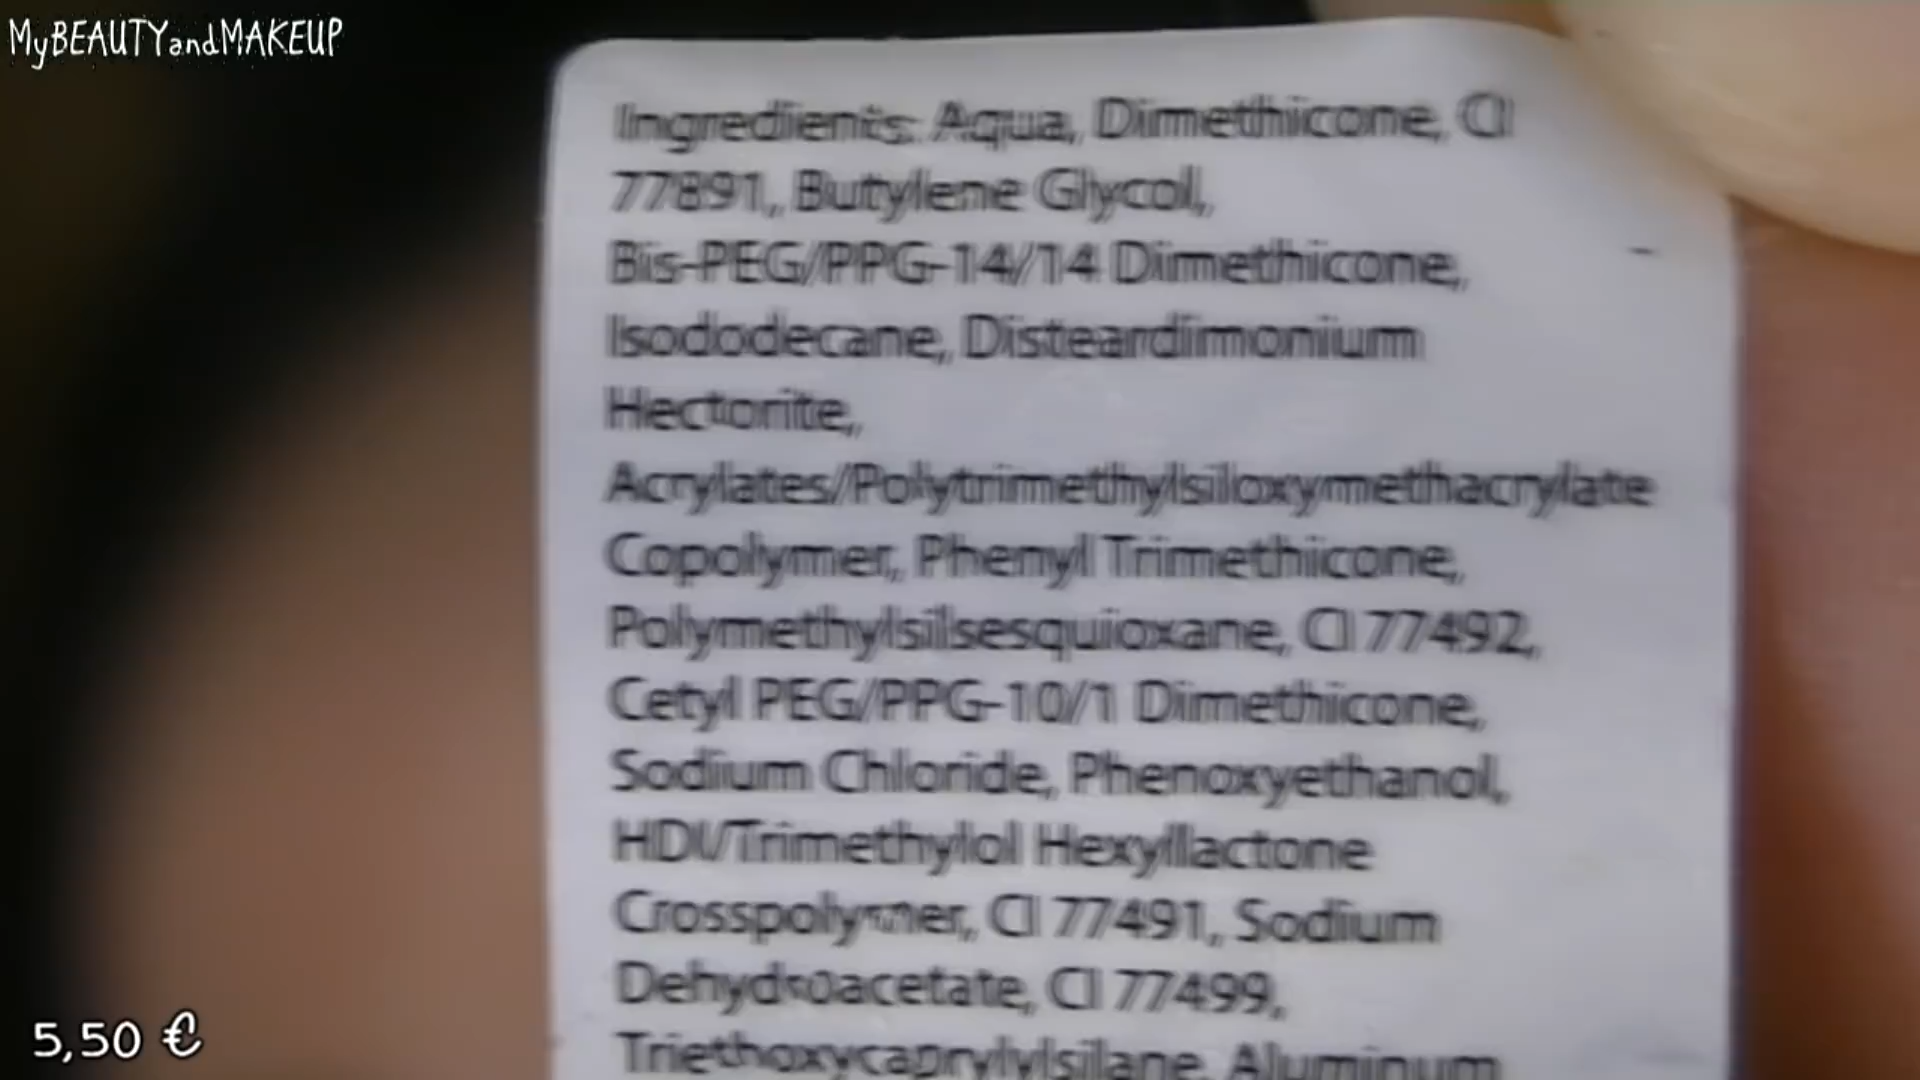 MyBEAUTYandMAKEUP
Ingredients: Aqua, Dimethicone, CI
77891, Butylene Glycol,
Bis-PEG/PPG-14/14 Dimethicone,
Isododecane, Disteardimonium
Hectorite,
Acrylates/Polytrimethylsiloxymethacrylate
Copolymer, Phenyl Trimethicone,
Polymethylsilsesquioxane, CI 77492,
Cetyl PEG/PPG-10/1 Dimethicone,
Sodium Chloride, Phenoxyethanol,
HDI/Trimethylol Hexyllactone
Crosspolymer, CI 77491, Sodium
Dehydroacetate, CI 77499,
Triethoxycaprylylsilane, Aluminum
5,50 €